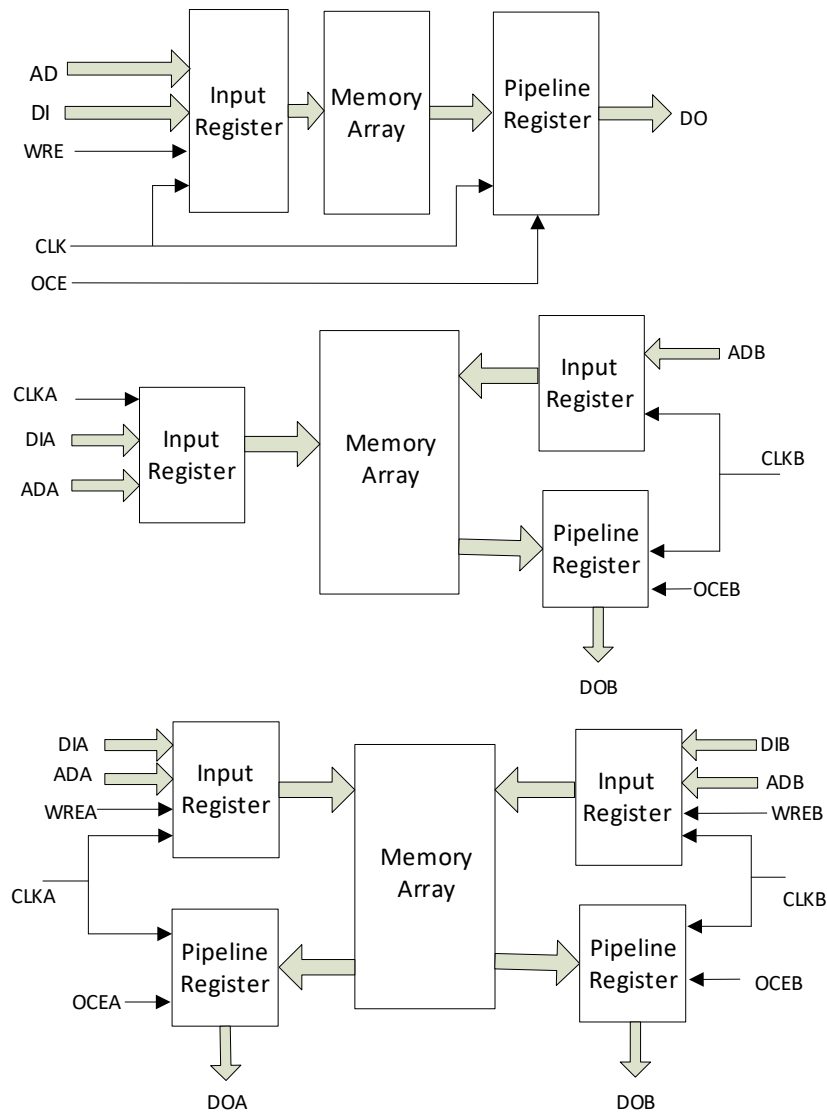 AD
DI
WRE
CLK
OCE
Input
Register
Memory
Array
Pipeline
Register
DO
CLKA
DIA
ADA
Input
Register
Memory
Array
Input
Register
ADB
CLKB
Pipeline
Register
OCEB
DOB
DIA
ADA
WREA
CLKA
OCEA
Input
Register
Pipeline
Register
DOA
Memory
Array
Input
Register
DIB
ADB
WREB
CLKB
Pipeline
Register
OCEB
DOB